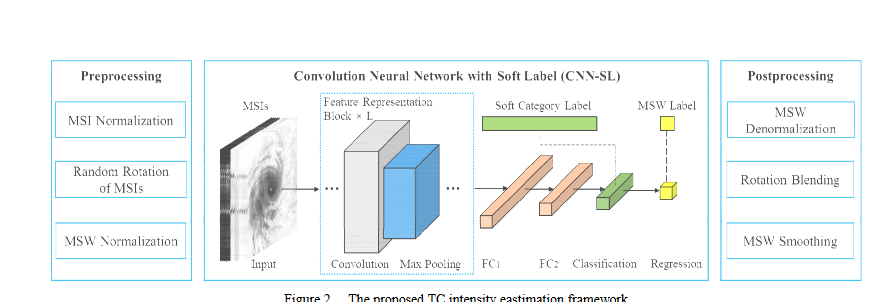 Preprocessing
MSI Normalization
Random Rotation
of MSIs
MSW Normalization
Convolution Neural Network with Soft Label (CNN-SL)
MSIs
Feature Representation
Block × L
Soft Category Label
MSW Label
...
...
Input
Convolution
Max Pooling
FC1
FC2
Classification
Regression
Postprocessing
MSW
Denormalization
Rotation Blending
MSW Smoothing
Figure 2. The proposed TC intensity eastimation framework